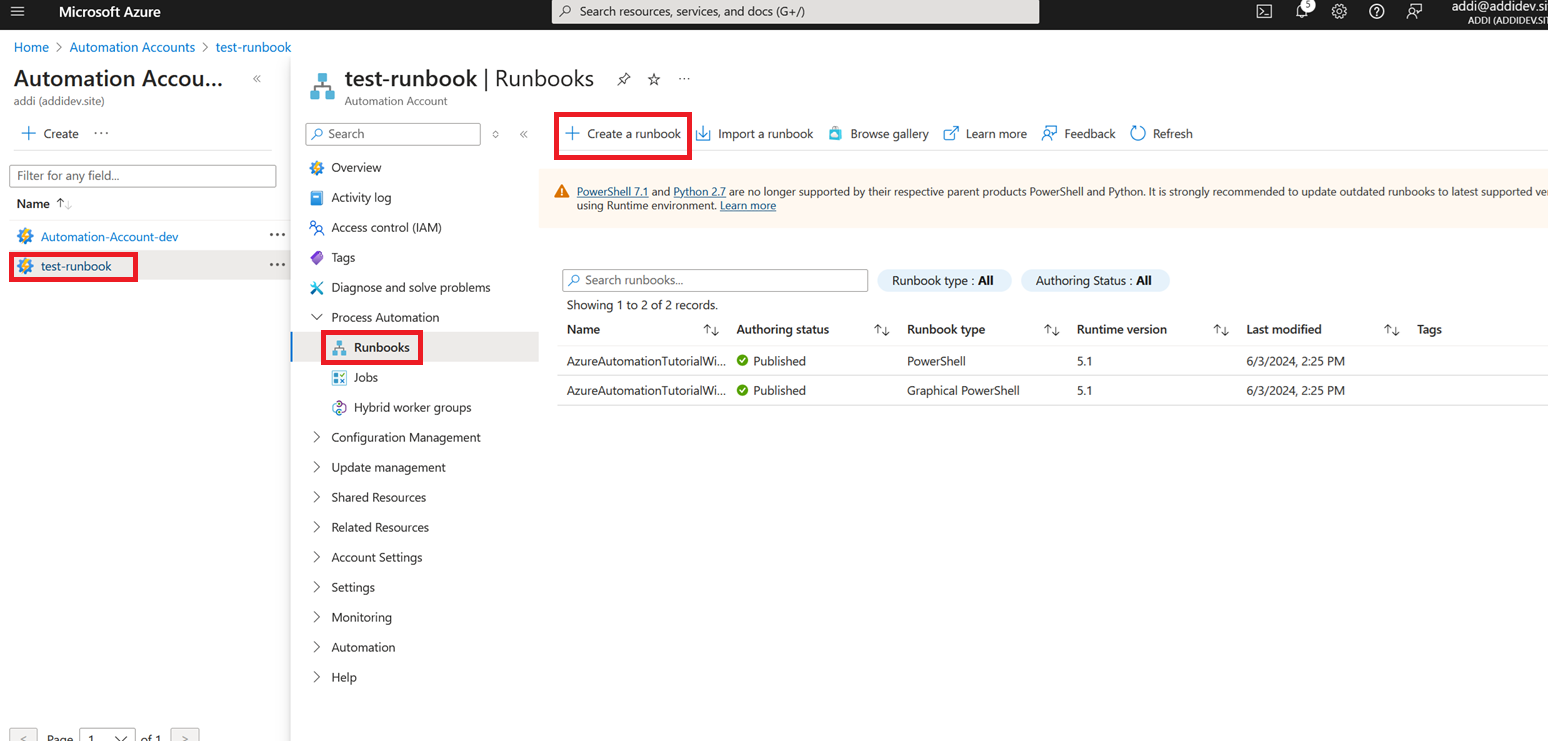 Microsoft Azure
Search resources, services, and docs (G+/)
5
addi@addidev.si
ADDI (ADDIDEV.SIT
Home > Automation Accounts > test-runbook
Automation Accou...
addi (addidev.site)
Create
Filter for any field...
Name
Automation-Account-dev
test-runbook
Page 1 of 1
test-runbook | Runbooks
Automation Account
Search
Overview
Activity log
Access control (IAM)
Tags
Diagnose and solve problems
Process Automation
Runbooks
Jobs
Hybrid worker groups
Configuration Management
Update management
Shared Resources
Related Resources
Account Settings
Settings
Monitoring
Automation
Help
Create a runbook Import a runbook Browse gallery Learn more Feedback Refresh
PowerShell 7.1 and Python 2.7 are no longer supported by their respective parent products PowerShell and Python. It is strongly recommended to update outdated runbooks to latest supported ve
using Runtime environment. Learn more
Search runbooks... Runbook type : All Authoring Status : All
Showing 1 to 2 of 2 records.
Name Authoring status Runbook type Runtime version Last modified Tags
AzureAutomationTutorialWi... Published PowerShell 5.1 6/3/2024, 2:25 PM
AzureAutomationTutorialWi... Published Graphical PowerShell 5.1 6/3/2024, 2:25 PM